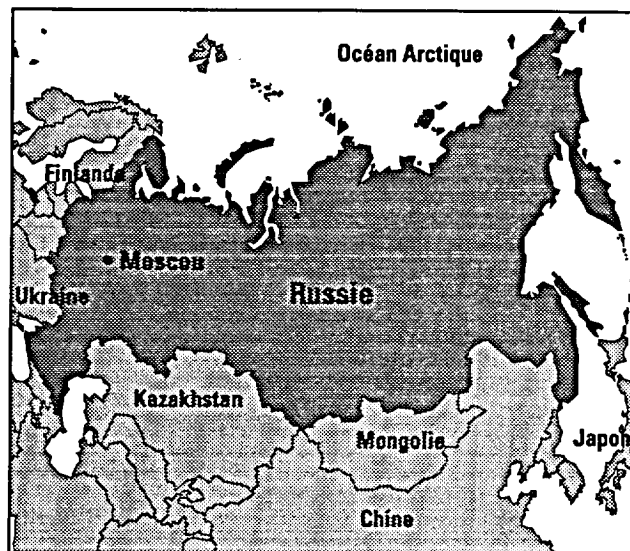 Océan Arctique
Finlande
Moscou
Ukraine
Russie
Kazakhstan
Mongolie
Japon
Chine